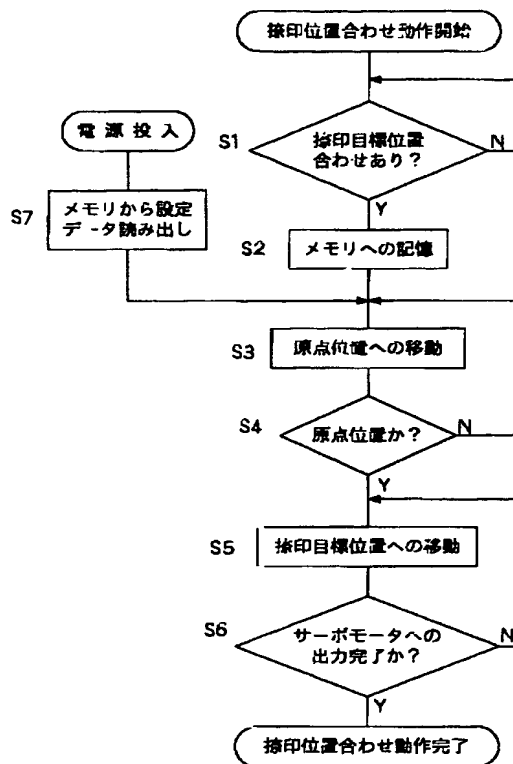 捺印位置合わせ動作開始
電源投入
S1
捺印目標位置
合わせあり?
N
Y
S7
メモリから設定
データ読み出し
S2
メモリへの記憶
S3
原点位置への移動
S4
原点位置か?
N
Y
S5
捺印目標位置への移動
S6
サーボモータへの
出力完了か?
N
Y
捺印位置合わせ動作完了